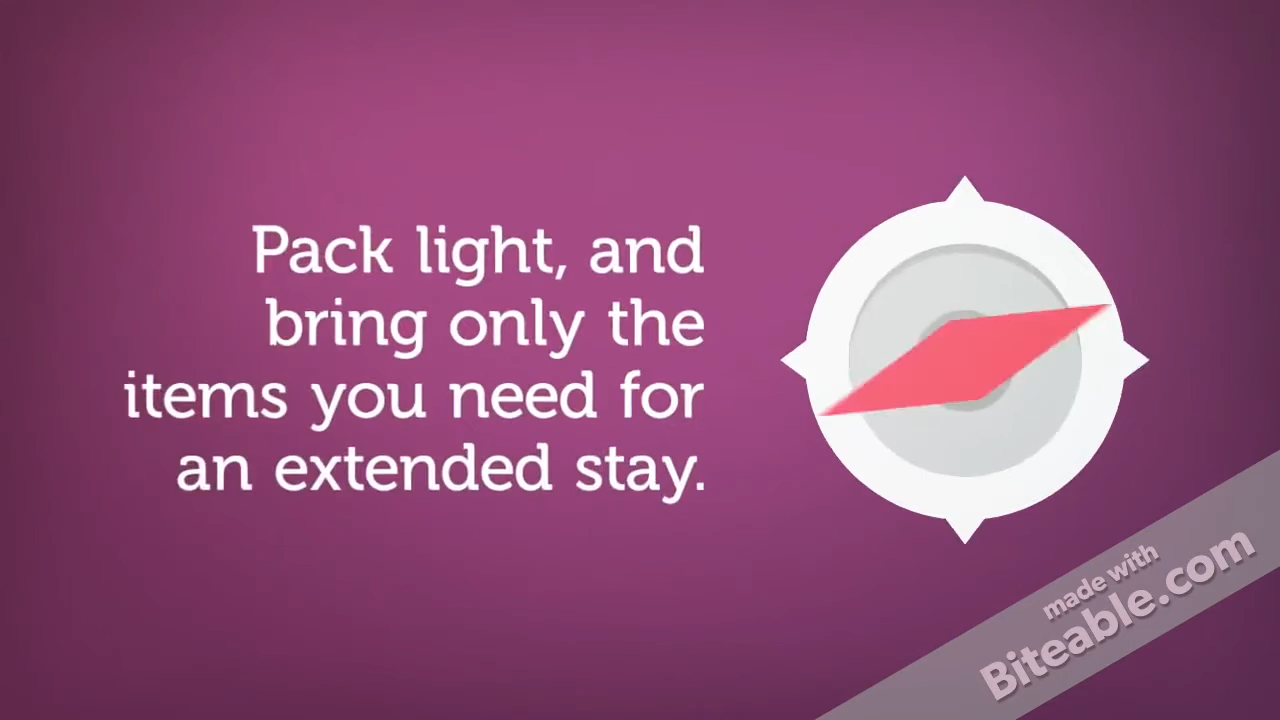 Pack light, and
bring only the
items you need for
an extended stay.
made with
Biteable.com